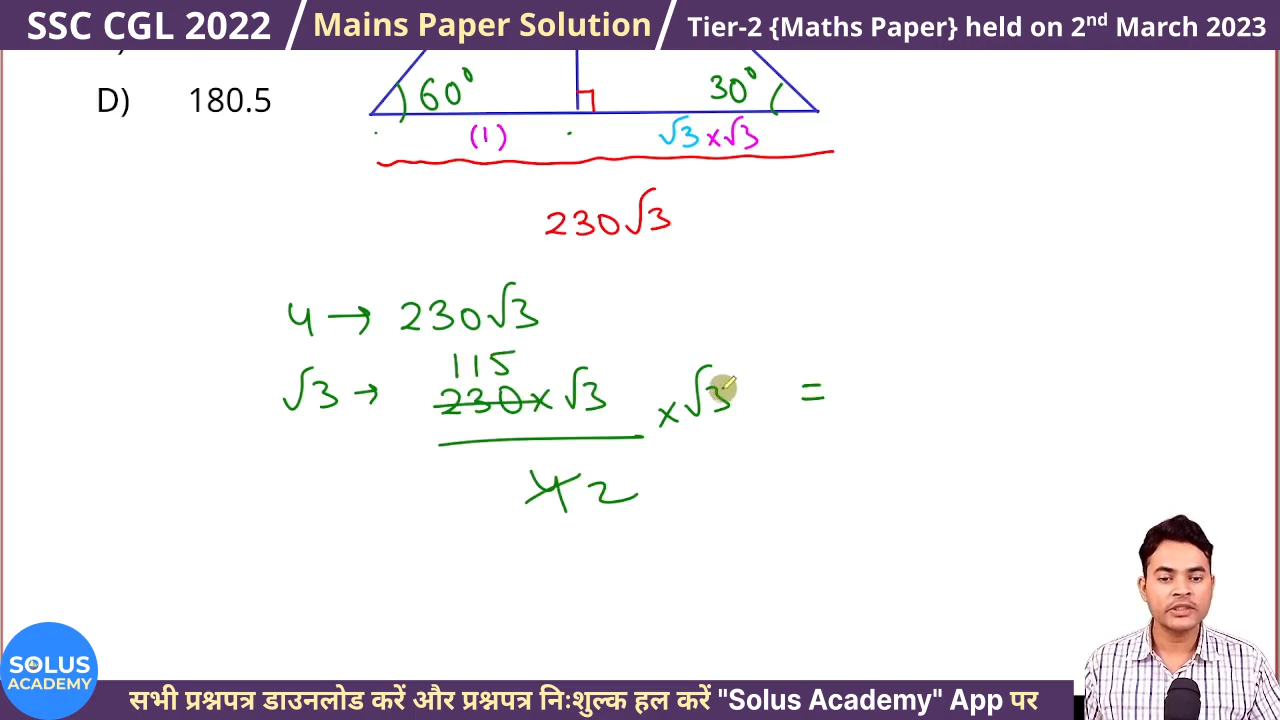 SSC CGL 2022 Mains Paper Solution Tier-2 {Maths Paper} held on 2nd March 2023
D) 180.5
60° 30°
(1) √3 x √3
230√3
4 → 230√3
115
√3 → 230 x √3 x √3 =
4 2
SOLUS
ACADEMY
सभी प्रश्नपत्र डाउनलोड करें और प्रश्नपत्र निःशुल्क हल करें "Solus Academy" App पर